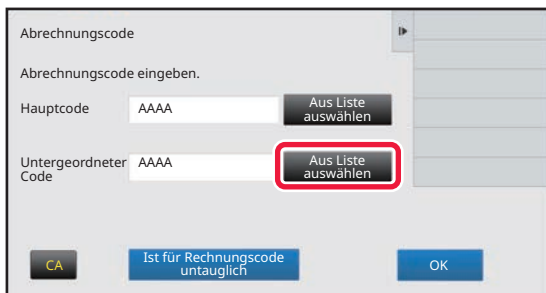 Abrechnungscode
Abrechnungscode eingeben.
Hauptcode AAAA Aus Liste
auswählen
Untergeordneter AAAA Aus Liste
Code auswählen
CA Ist für Rechnungscode OK
untauglich